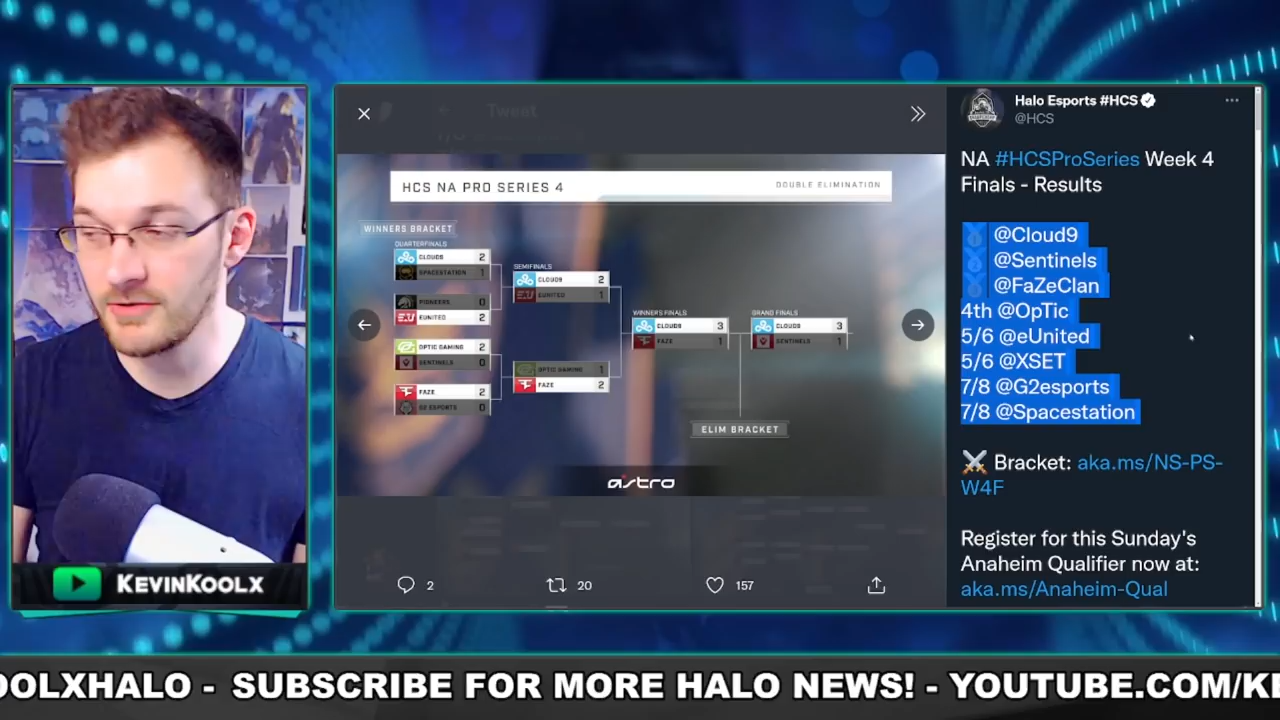 Tweet
HCS NA PRO SERIES 4
DOUBLE ELIMINATION
WINNERS BRACKET
QUARTERFINALS
CLOUD9 2
SPACESTATION 1
PIONEERS 0
EUNITED 2
OPTIC GAMING 2
SENTINELS 0
FAZE 2
G2 ESPORTS 0
SEMIFINALS
CLOUD9 2
EUNITED 1
OPTIC GAMING 1
FAZE 2
WINNERS FINALS
CLOUD9 3
FAZE 1
GRAND FINALS
CLOUD9 3
SENTINELS 1
ELIM BRACKET
ASTRO
2
20
157
Halo Esports #HCS
@HCS
NA #HCSProSeries Week 4
Finals - Results
@Cloud9
@Sentinels
@FaZeClan
4th @OpTic
5/6 @eUnited
5/6 @XSET
7/8 @G2esports
7/8 @Spacestation
Bracket: aka.ms/NS-PS-
W4F
Register for this Sunday's
Anaheim Qualifier now at:
aka.ms/Anaheim-Qual
KEVINKOOLX
OOLXHALO - SUBSCRIBE FOR MORE HALO NEWS! - YOUTUBE.COM/KE